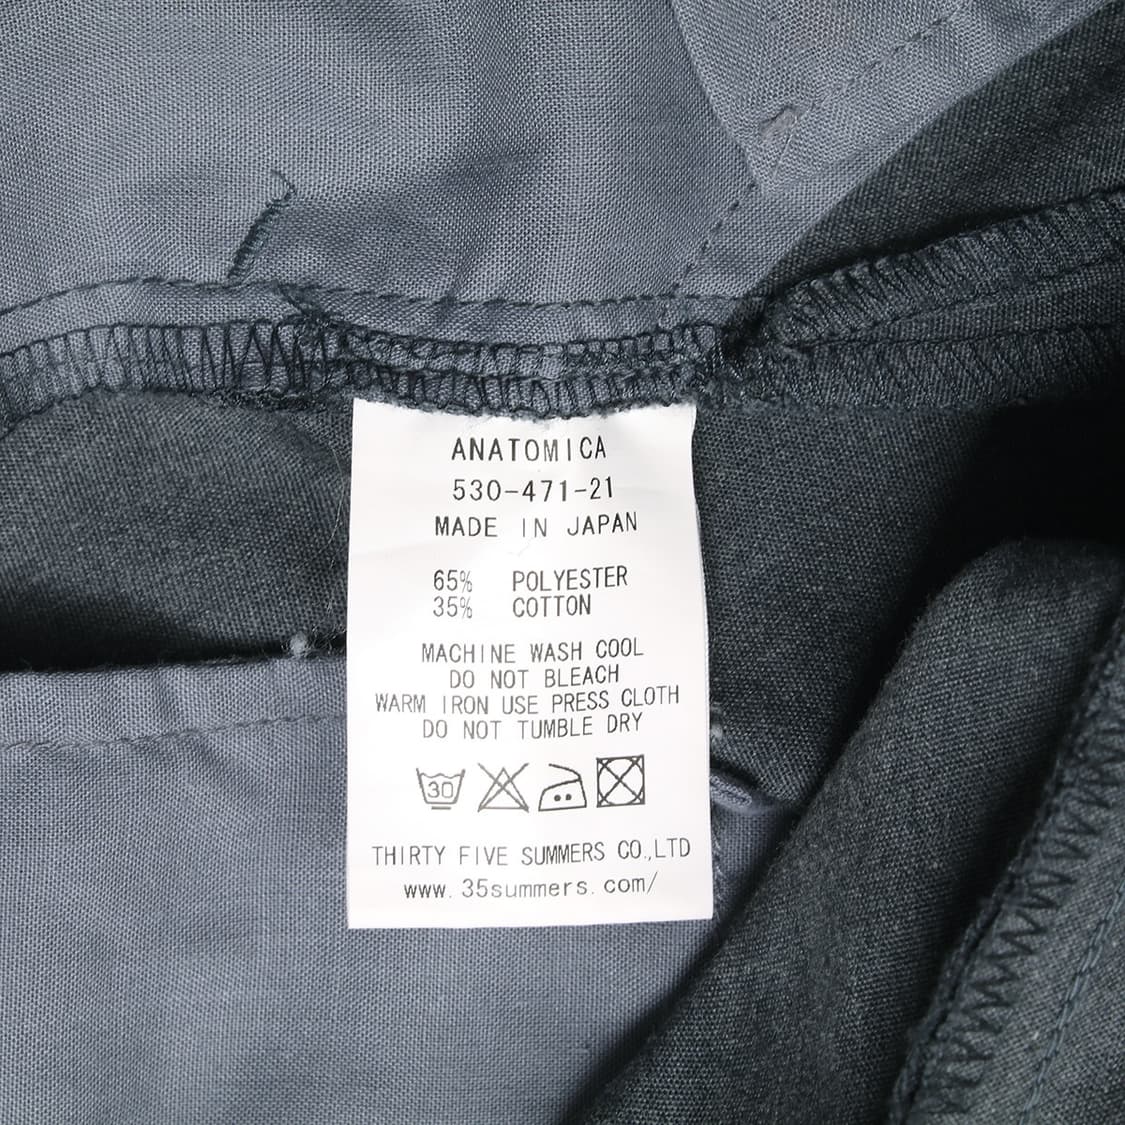 ANATOMICA
530-471-21
MADE IN JAPAN
65% POLYESTER
35% COTTON
MACHINE WASH COOL
DO NOT BLEACH
WARM IRON USE PRESS CLOTH
DO NOT TUMBLE DRY
30
THIRTY FIVE SUMMERS CO.,LTD
www.35summers.com/